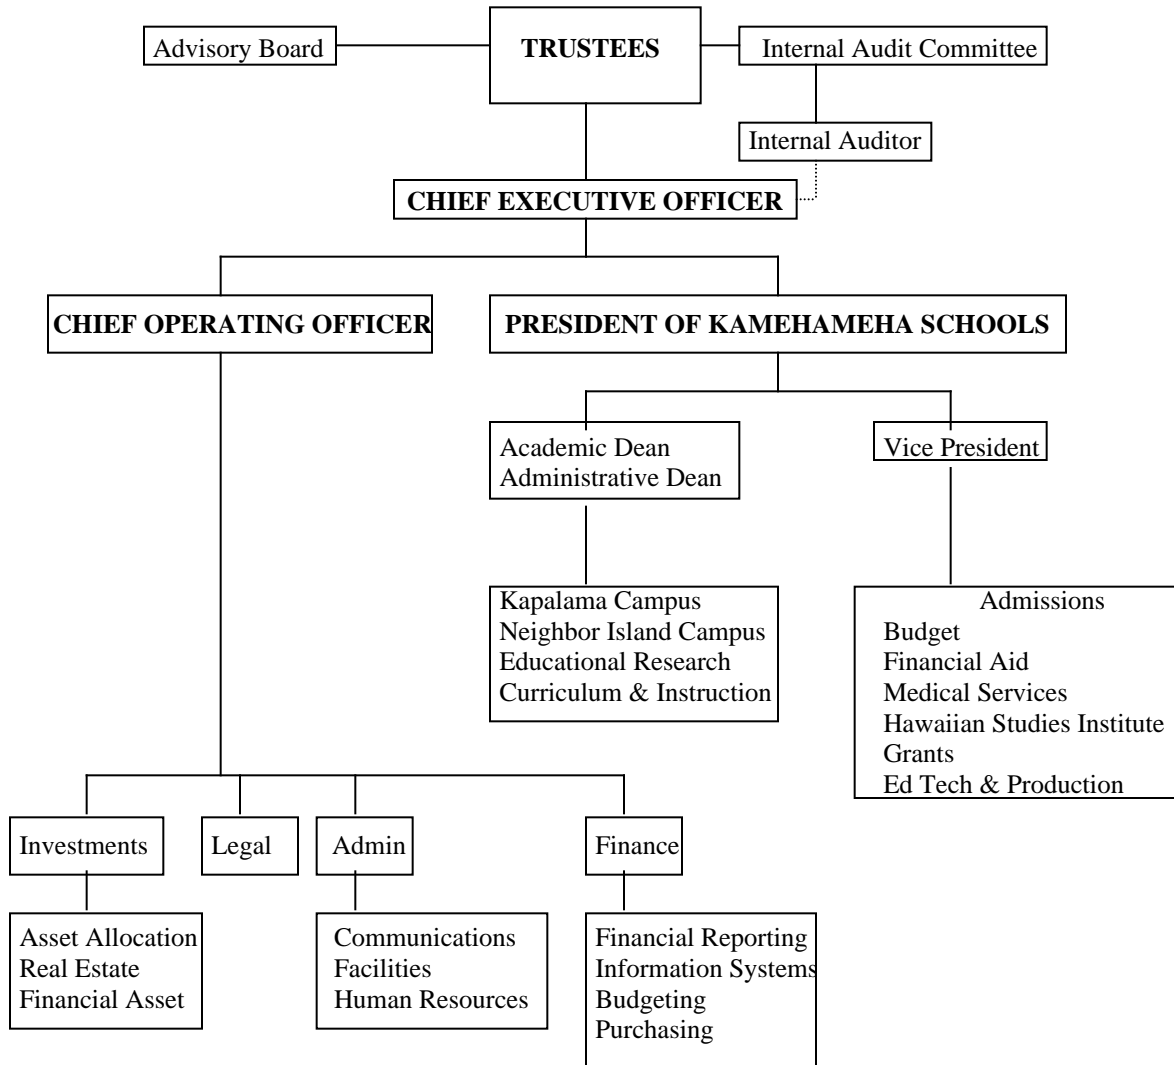 Advisory Board
TRUSTEES
Internal Audit Committee
Internal Auditor
CHIEF EXECUTIVE OFFICER
CHIEF OPERATING OFFICER
PRESIDENT OF KAMEHAMEHA SCHOOLS
Academic Dean
Administrative Dean
Vice President
Kapalama Campus
Neighbor Island Campus
Educational Research
Curriculum & Instruction
Admissions
Budget
Financial Aid
Medical Services
Hawaiian Studies Institute
Grants
Ed Tech & Production
Investments
Legal
Admin
Finance
Asset Allocation
Real Estate
Financial Asset
Communications
Facilities
Human Resources
Financial Reporting
Information Systems
Budgeting
Purchasing